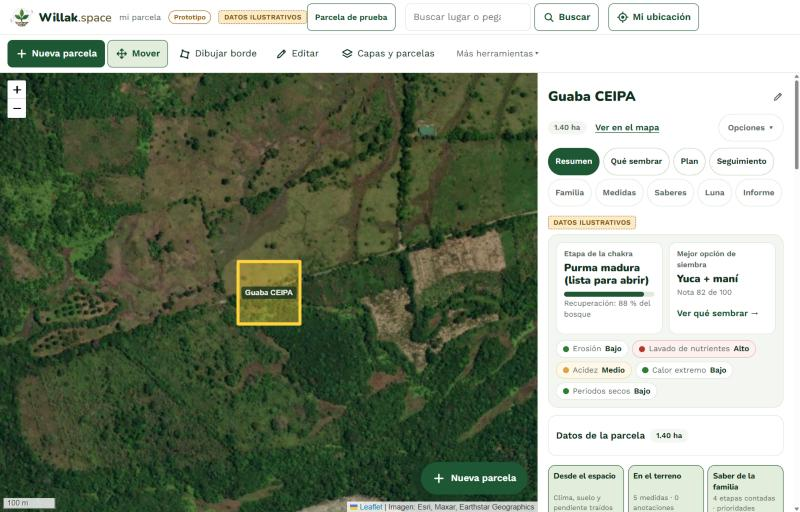 Willak.space
mi parcela
Prototipo
DATOS ILUSTRATIVOS
Parcela de prueba
Buscar lugar o pega
Buscar
Mi ubicación
+ Nueva parcela
Mover
Dibujar borde
Editar
Capas y parcelas
Más herramientas
+
−
Guaba CEIPA
+ Nueva parcela
100 m
Leaflet | Imagen: Esri, Maxar, Earthstar Geographics
Guaba CEIPA
1.40 ha
Ver en el mapa
Opciones
Resumen
Qué sembrar
Plan
Seguimiento
Familia
Medidas
Saberes
Luna
Informe
DATOS ILUSTRATIVOS
Etapa de la chakra
Purma madura
(lista para abrir)
Recuperación: 88 % del
bosque
Mejor opción de
siembra
Yuca + maní
Nota 82 de 100
Ver qué sembrar →
Erosión Bajo
Lavado de nutrientes Alto
Acidez Medio
Calor extremo Bajo
Periodos secos Bajo
Datos de la parcela 1.40 ha
Desde el espacio
Clima, suelo y
pendiente traídos
En el terreno
5 medidas · 0
anotaciones
Saber de la
familia
4 etapas contadas
· prioridades